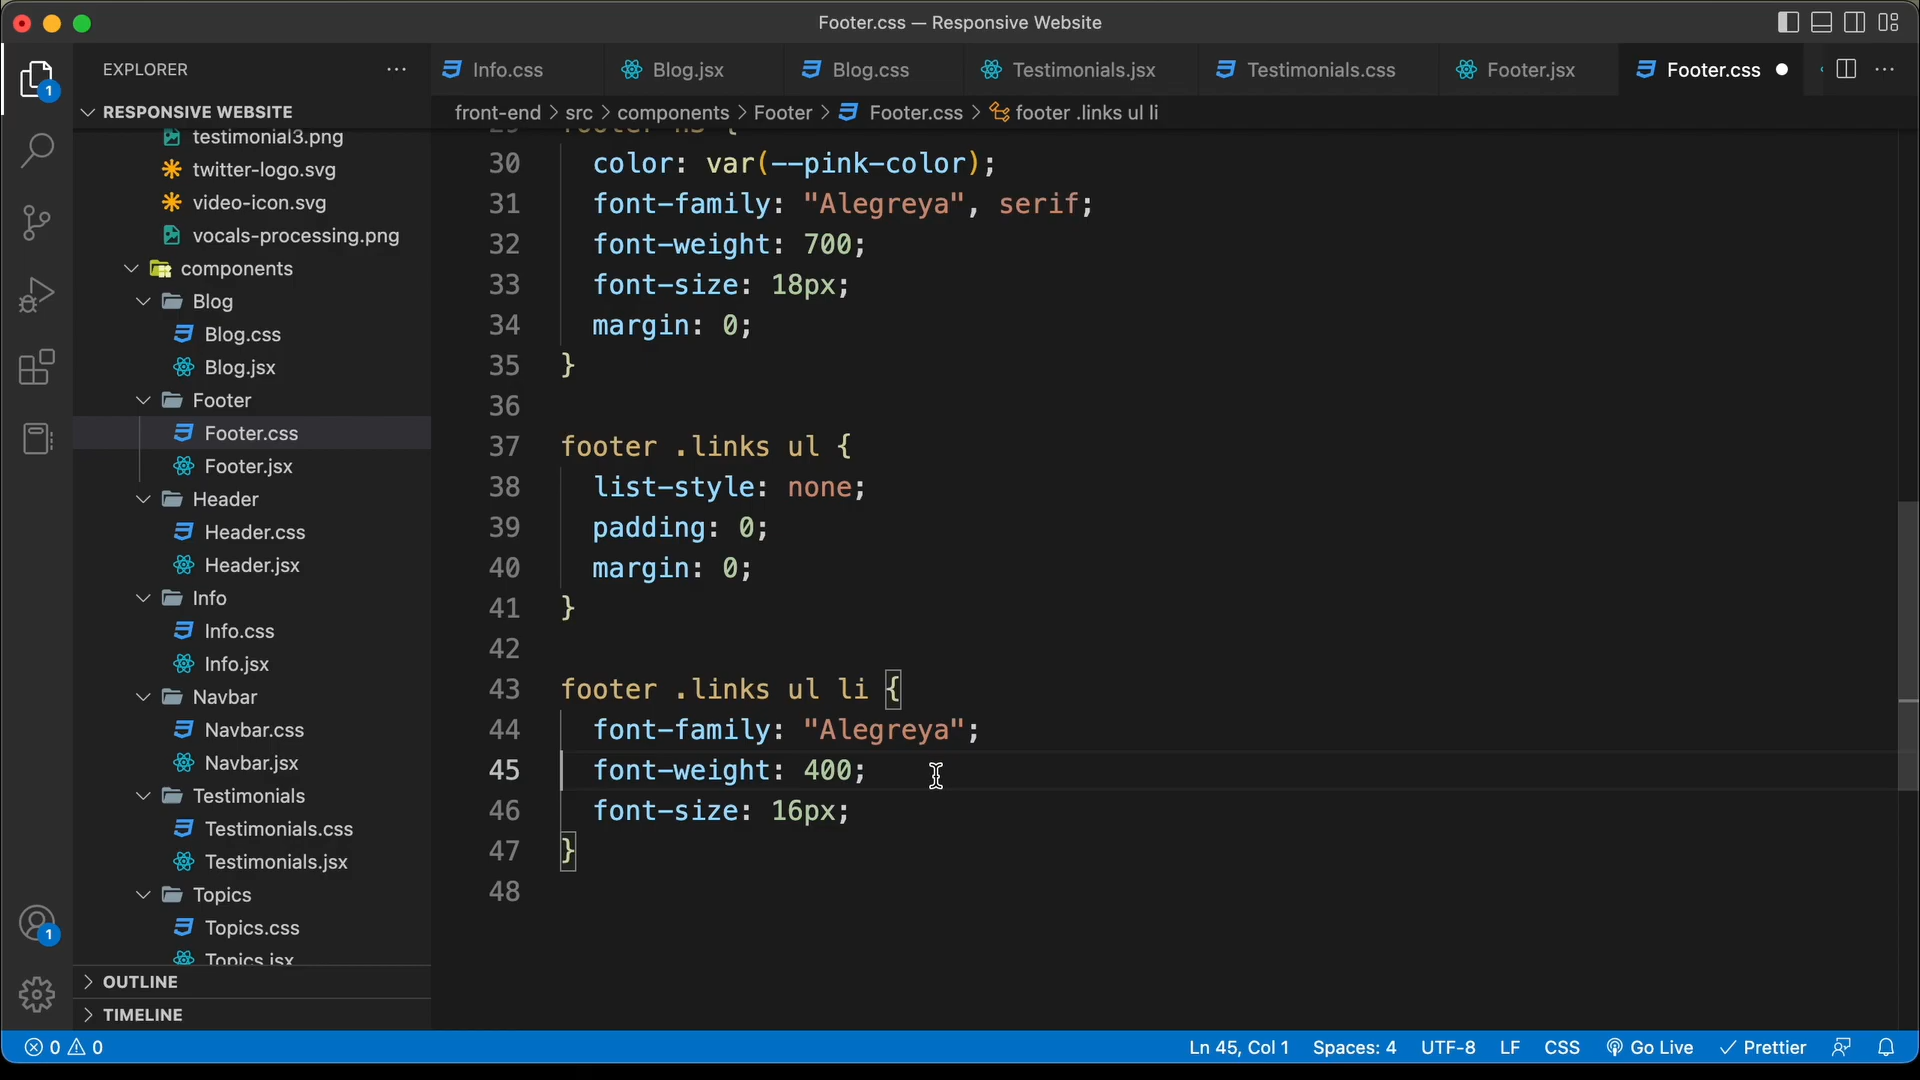 Footer.css — Responsive Website
EXPLORER
Info.css
Blog.jsx
Blog.css
Testimonials.jsx
Testimonials.css
Footer.jsx
Footer.css
RESPONSIVE WEBSITE
front-end > src > components > Footer > Footer.css > footer .links ul li
testimonial3.png
twitter-logo.svg
video-icon.svg
vocals-processing.png
components
Blog
Blog.css
Blog.jsx
Footer
Footer.css
Footer.jsx
Header
Header.css
Header.jsx
Info
Info.css
Info.jsx
Navbar
Navbar.css
Navbar.jsx
Testimonials
Testimonials.css
Testimonials.jsx
Topics
Topics.css
Topics.jsx
OUTLINE
TIMELINE
30 color: var(--pink-color);
31 font-family: "Alegreya", serif;
32 font-weight: 700;
33 font-size: 18px;
34 margin: 0;
35 }
36
37 footer .links ul {
38 list-style: none;
39 padding: 0;
40 margin: 0;
41 }
42
43 footer .links ul li {
44 font-family: "Alegreya";
45 font-weight: 400;
46 font-size: 16px;
47 }
48
1
1
0 0
Ln 45, Col 1
Spaces: 4
UTF-8
LF
CSS
Go Live
Prettier